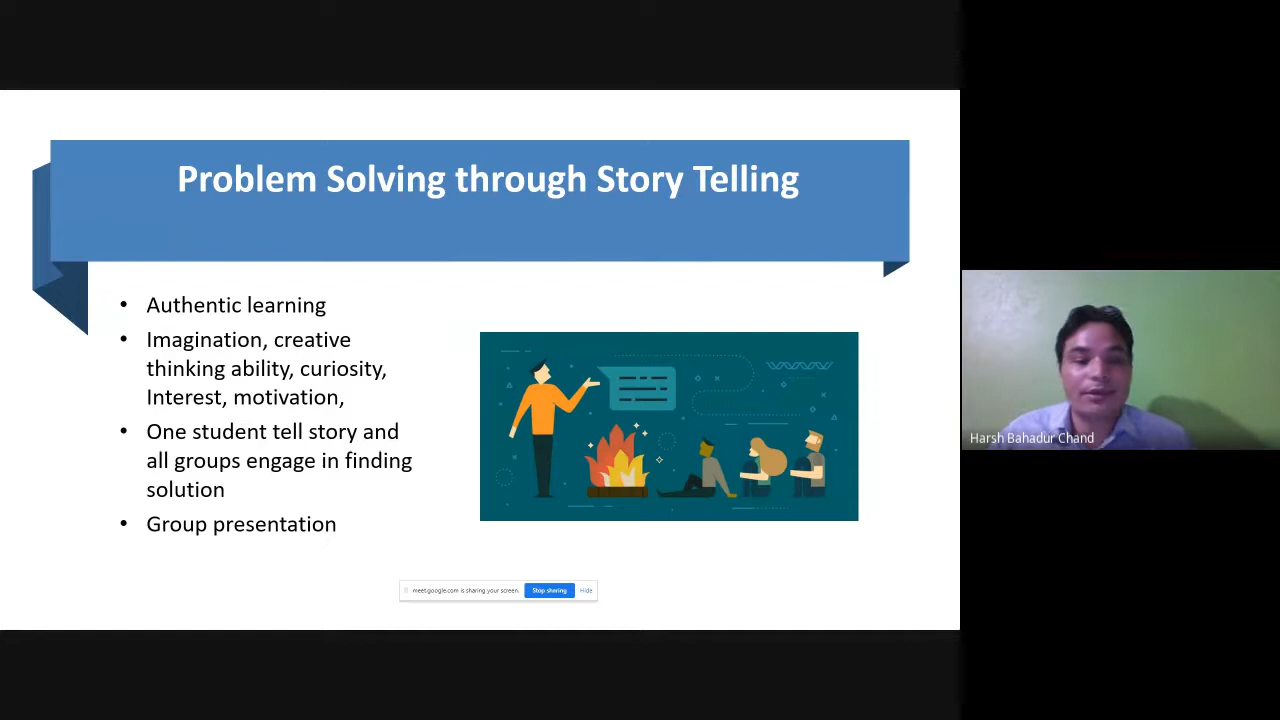 Problem Solving through Story Telling
• Authentic learning
• Imagination, creative
thinking ability, curiosity,
Interest, motivation,
• One student tell story and
all groups engage in finding
solution
• Group presentation
meet.google.com is sharing your screen. Stop sharing Hide
Harsh Bahadur Chand